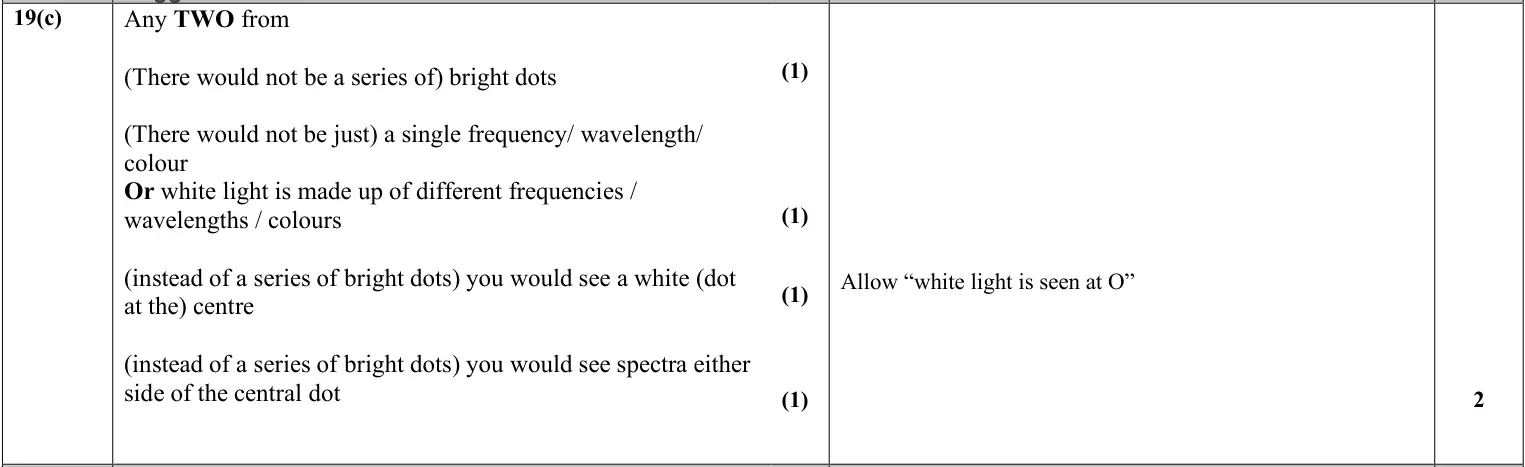 19(c)
Any TWO from
(There would not be a series of) bright dots (1)
(There would not be just) a single frequency/ wavelength/
colour
Or white light is made up of different frequencies /
wavelengths / colours (1)
(instead of a series of bright dots) you would see a white (dot
at the) centre (1)
Allow “white light is seen at O”
(instead of a series of bright dots) you would see spectra either
side of the central dot (1)
2